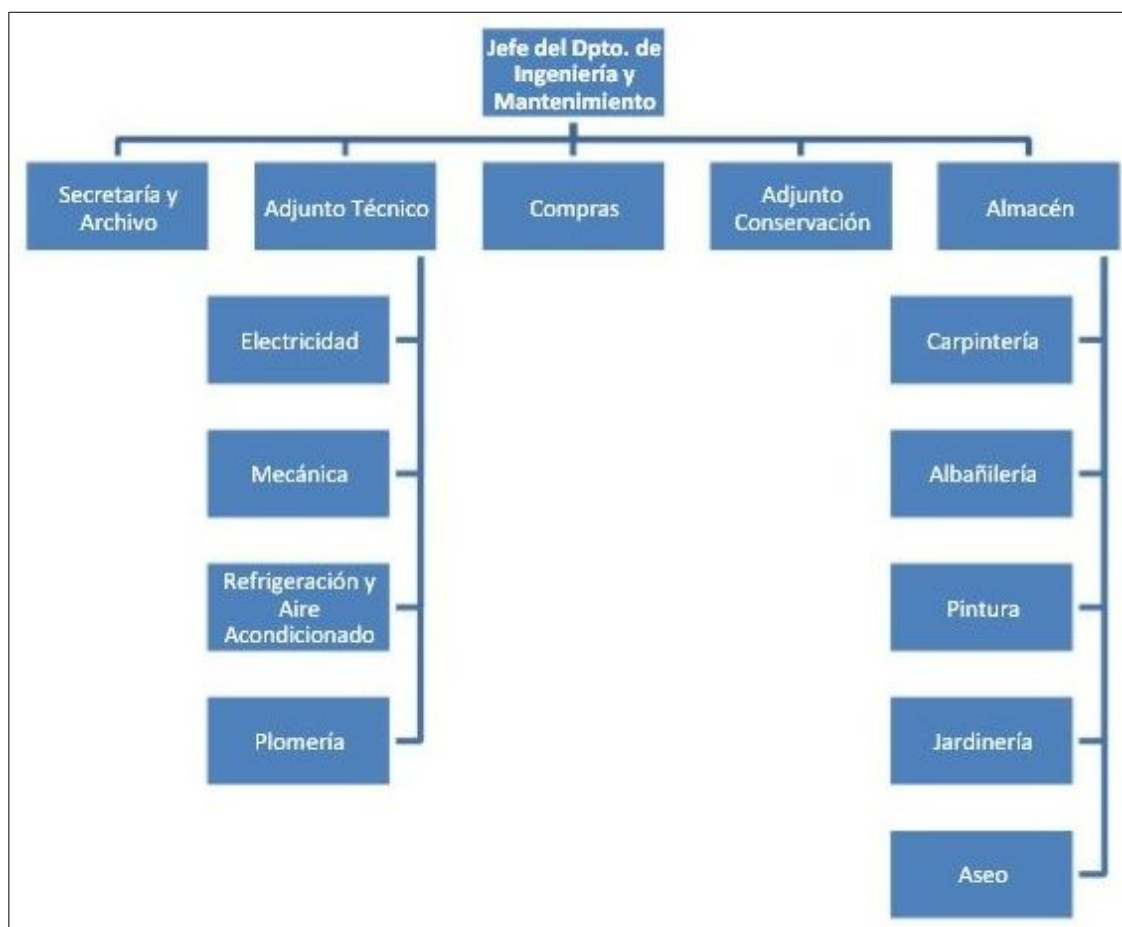 Jefe del Dpto. de
Ingeniería y
Mantenimiento
Secretaría y
Archivo
Adjunto Técnico
Compras
Adjunto
Conservación
Almacén
Electricidad
Mecánica
Refrigeración y
Aire
Acondicionado
Plomería
Carpintería
Albañilería
Pintura
Jardinería
Aseo